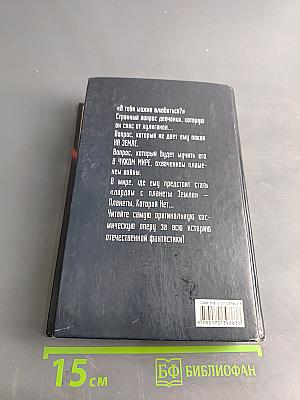 «В тебя можно влюбиться?»
Странный вопрос девчонки, которую
он спас от хулиганов...
Вопрос, который не дает ему покоя
НА ЗЕМЛЕ.
Вопрос, который будет мучить его
В ЧУЖОМ МИРЕ, охваченном пламе-
нем войны.
В мире, где ему предстоит стать
«лордом с планеты Земля» —
Планеты, Которой Нет...
Читайте самую оригинальную кос-
мическую оперу за всю историю
отечественной фантастики!
15 см
БФ БИБЛИОФАН